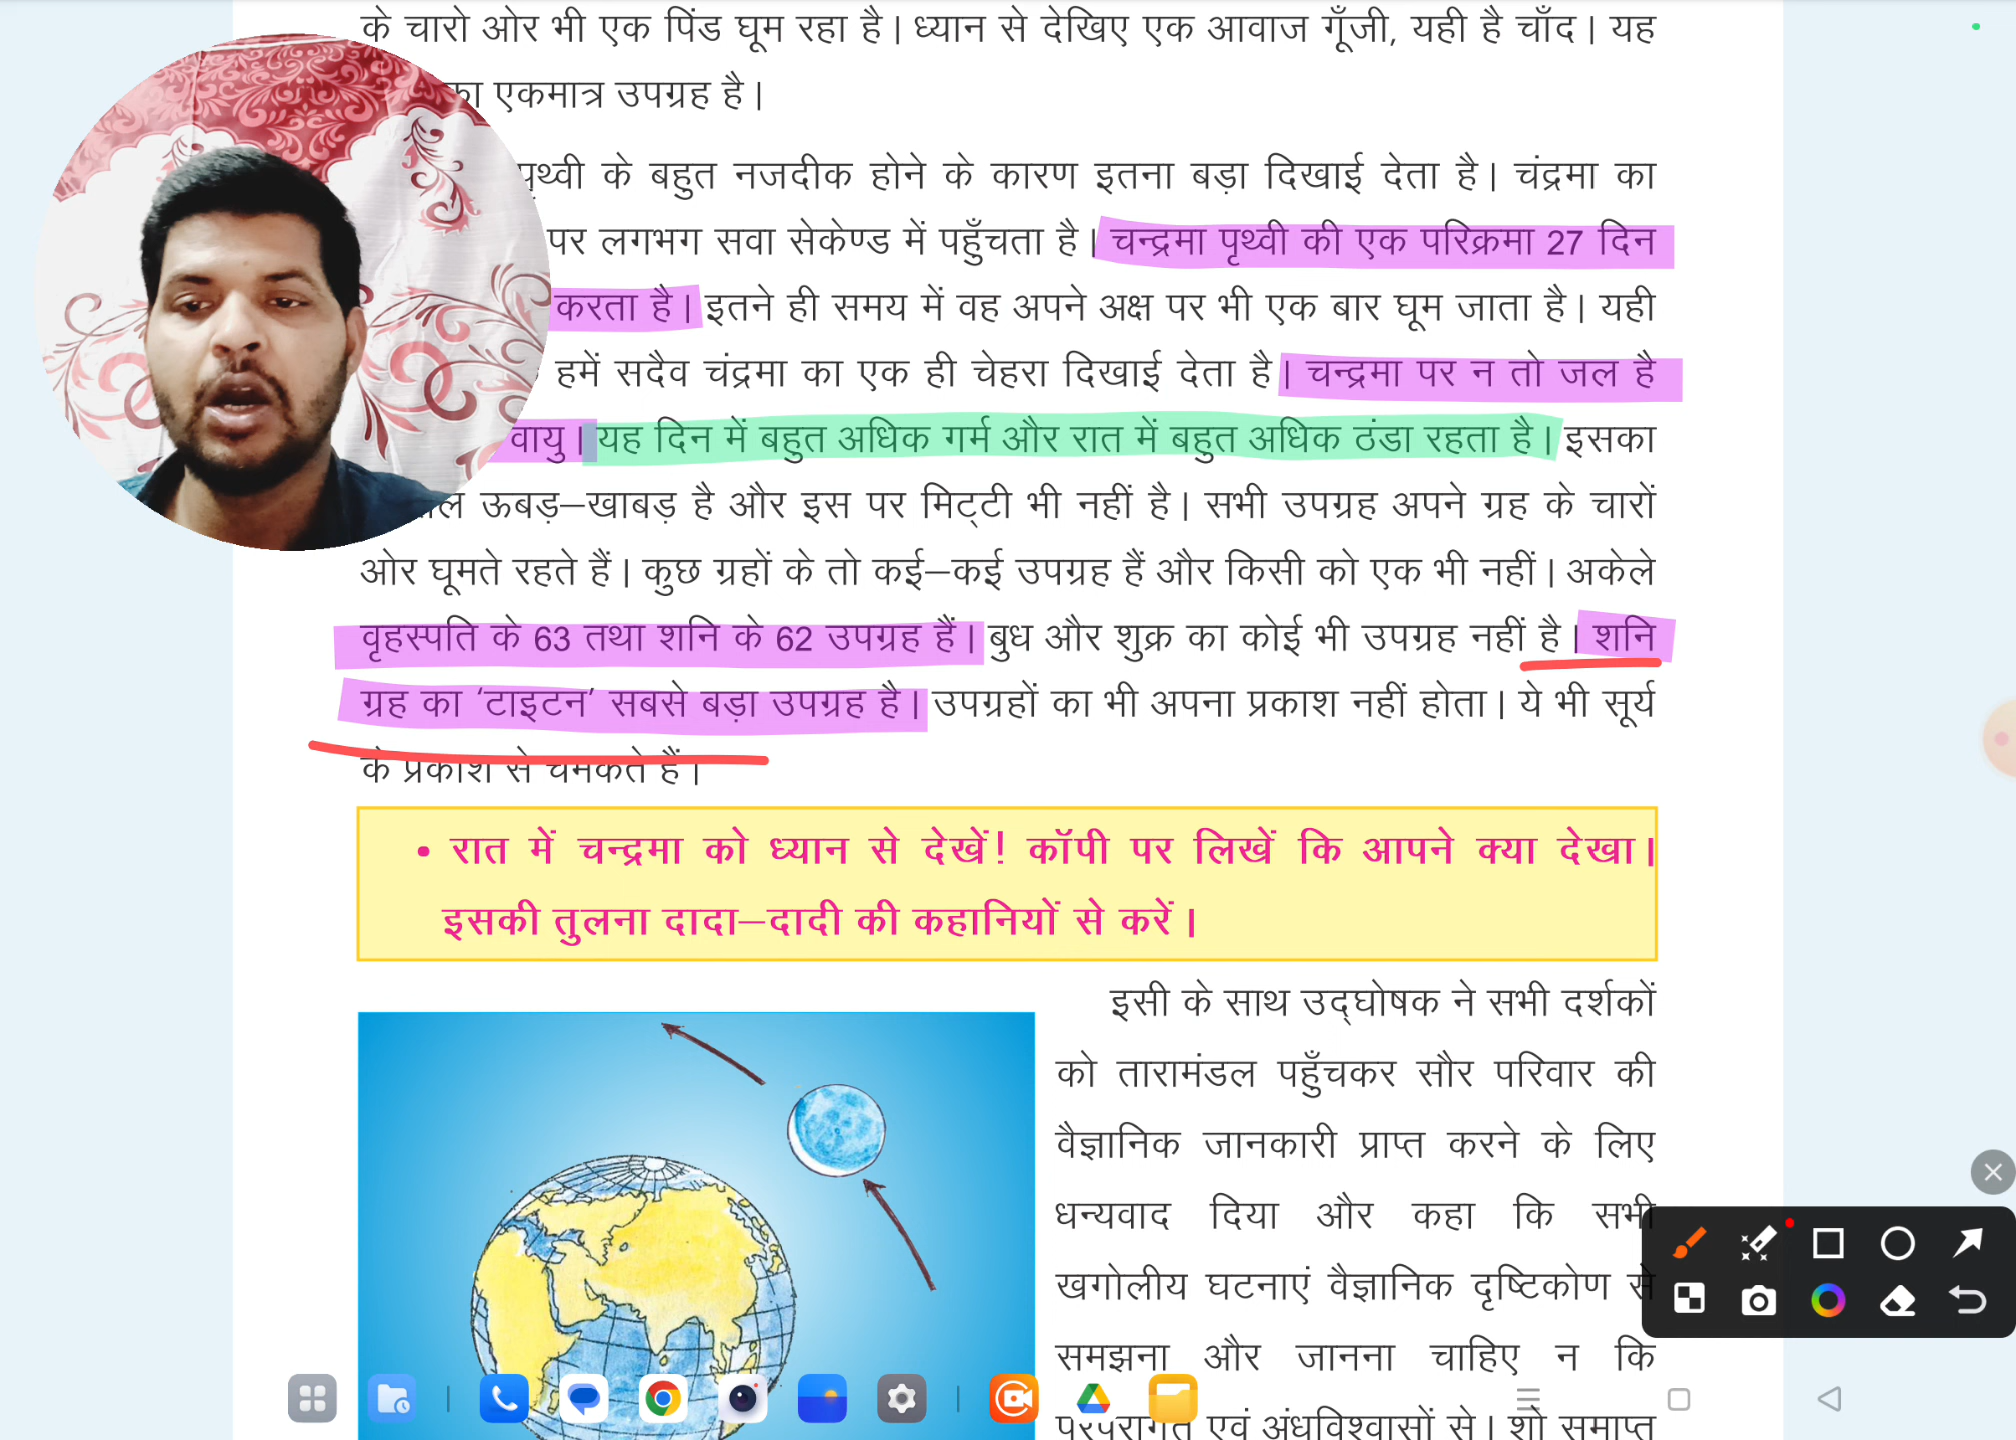 के चारो ओर भी एक पिंड घूम रहा है। ध्यान से देखिए एक आवाज गूँजी, यही है चाँद। यह
का एकमात्र उपग्रह है।
पृथ्वी के बहुत नजदीक होने के कारण इतना बड़ा दिखाई देता है। चंद्रमा का
पर लगभग सवा सेकेण्ड में पहुँचता है। चन्द्रमा पृथ्वी की एक परिक्रमा 27 दिन
करता है। इतने ही समय में वह अपने अक्ष पर भी एक बार घूम जाता है। यही
हमें सदैव चंद्रमा का एक ही चेहरा दिखाई देता है। चन्द्रमा पर न तो जल है
वायु। यह दिन में बहुत अधिक गर्म और रात में बहुत अधिक ठंडा रहता है। इसका
ऊबड़–खाबड़ है और इस पर मिट्टी भी नहीं है। सभी उपग्रह अपने ग्रह के चारों
ओर घूमते रहते हैं। कुछ ग्रहों के तो कई–कई उपग्रह हैं और किसी को एक भी नहीं। अकेले
वृहस्पति के 63 तथा शनि के 62 उपग्रह हैं। बुध और शुक्र का कोई भी उपग्रह नहीं है। शनि
ग्रह का ‘टाइटन’ सबसे बड़ा उपग्रह है। उपग्रहों का भी अपना प्रकाश नहीं होता। ये भी सूर्य
के प्रकाश से चमकते हैं।
• रात में चन्द्रमा को ध्यान से देखें! कॉपी पर लिखें कि आपने क्या देखा।
इसकी तुलना दादा–दादी की कहानियों से करें।
इसी के साथ उद्घोषक ने सभी दर्शकों
को तारामंडल पहुँचकर सौर परिवार की
वैज्ञानिक जानकारी प्राप्त करने के लिए
धन्यवाद दिया और कहा कि सभी
खगोलीय घटनाएं वैज्ञानिक दृष्टिकोण से
समझना और जानना चाहिए न कि
परंपरागत एवं अंधविश्वासों से। शो समाप्त